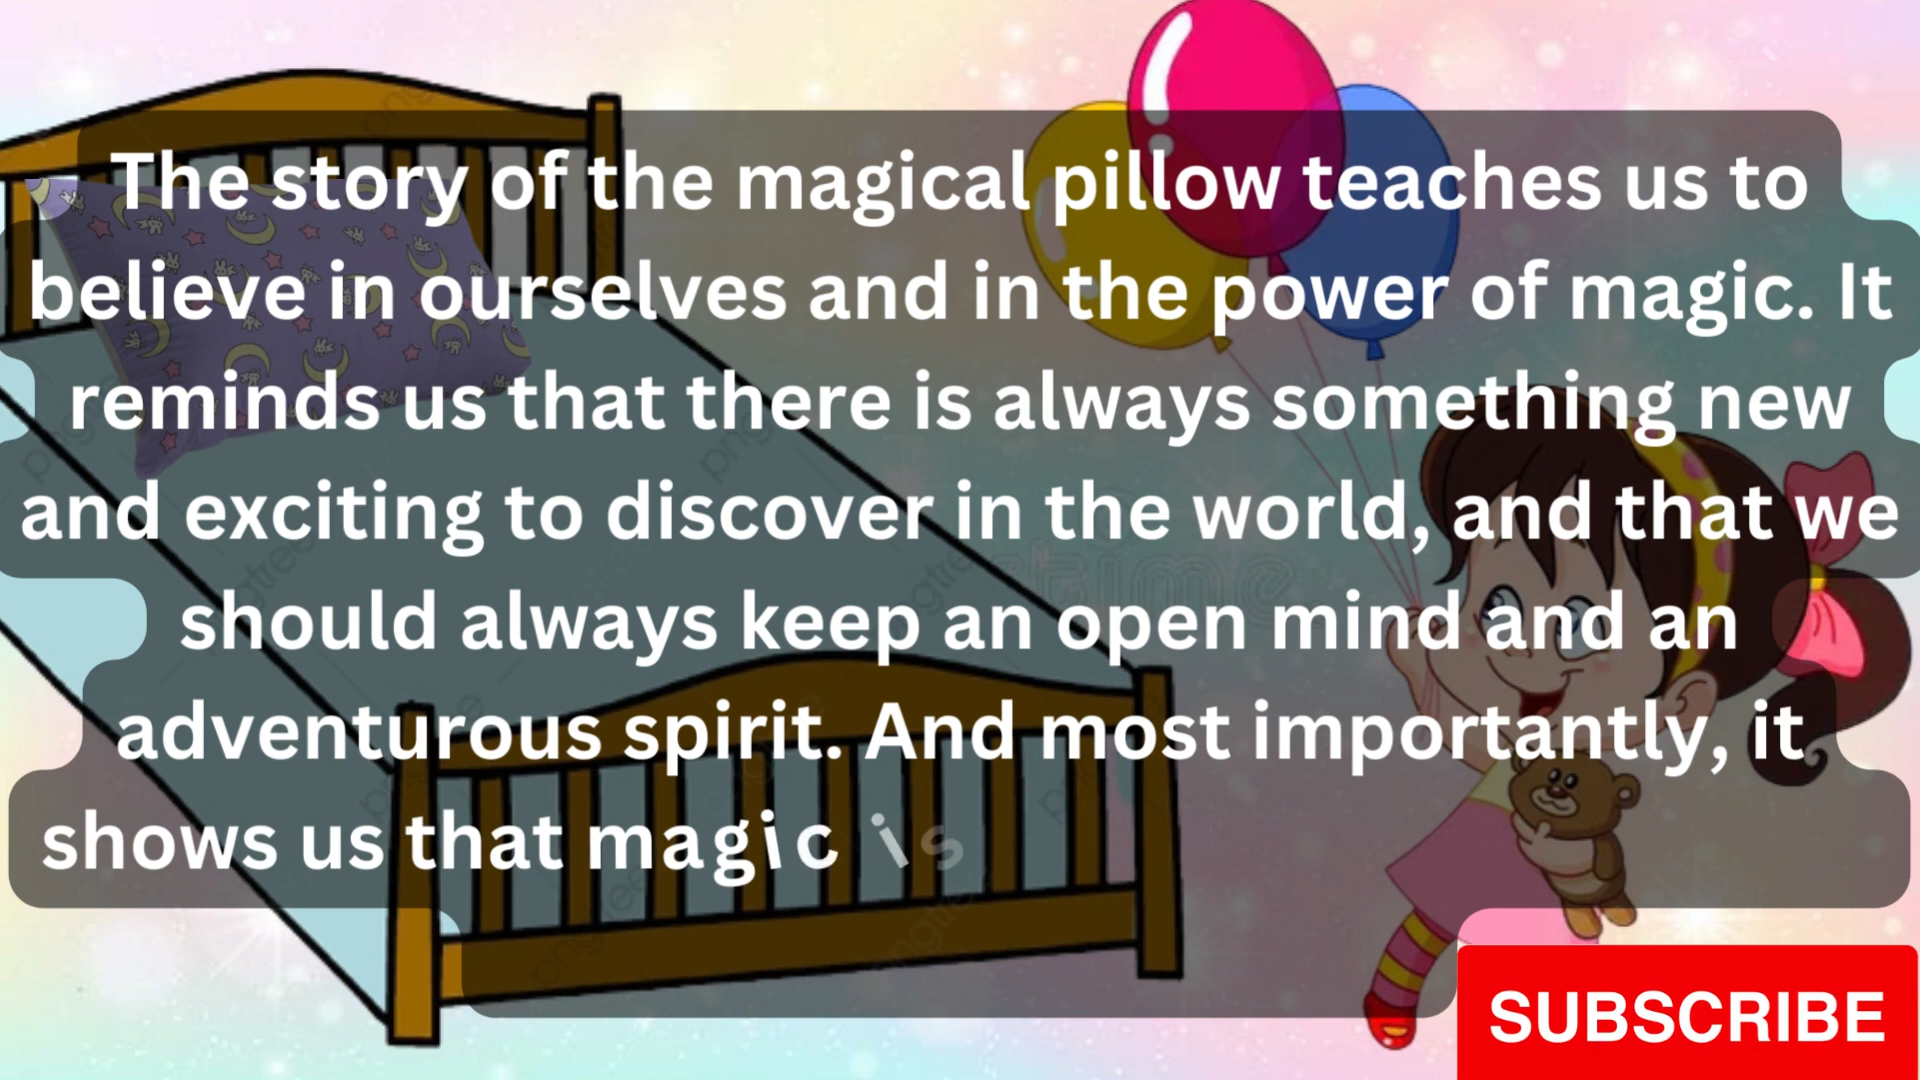 The story of the magical pillow teaches us to
believe in ourselves and in the power of magic. It
reminds us that there is always something new
and exciting to discover in the world, and that we
should always keep an open mind and an
adventurous spirit. And most importantly, it
shows us that magic is
SUBSCRIBE